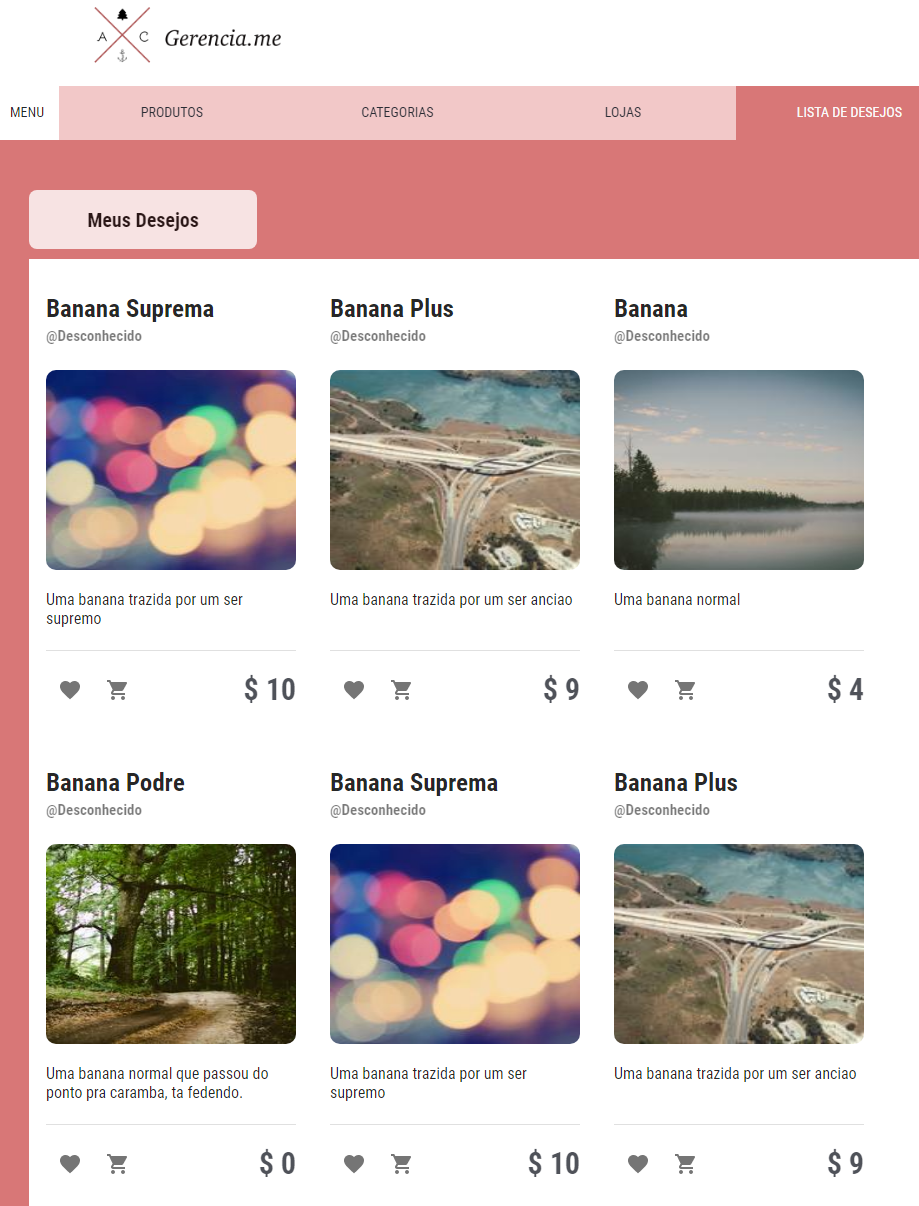 A C
Gerencia.me
MENU PRODUTOS CATEGORIAS LOJAS LISTA DE DESEJOS
Meus Desejos
Banana Suprema
@Desconhecido
Uma banana trazida por um ser
supremo
$ 10
Banana Plus
@Desconhecido
Uma banana trazida por um ser anciao
$ 9
Banana
@Desconhecido
Uma banana normal
$ 4
Banana Podre
@Desconhecido
Uma banana normal que passou do
ponto pra caramba, ta fedendo.
$ 0
Banana Suprema
@Desconhecido
Uma banana trazida por um ser
supremo
$ 10
Banana Plus
@Desconhecido
Uma banana trazida por um ser anciao
$ 9